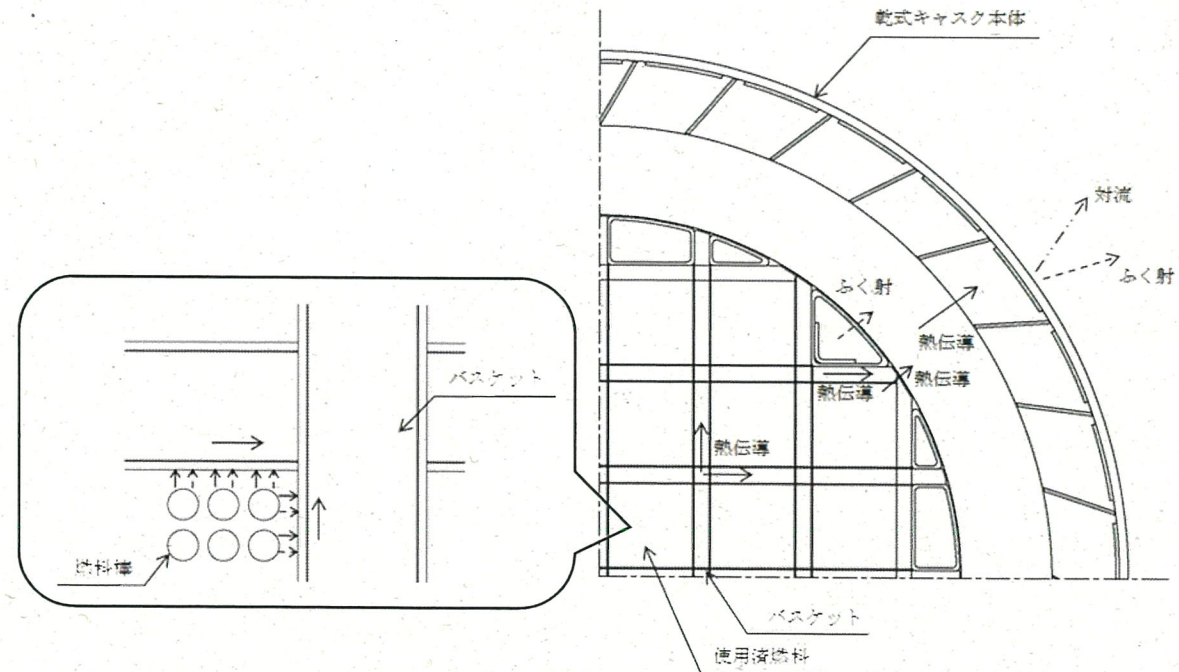 乾式キャスク本体
対流
ふく射
ふく射
熱伝導
熱伝導
熱伝導
熱伝導
バスケット
燃料棒
バスケット
使用済燃料